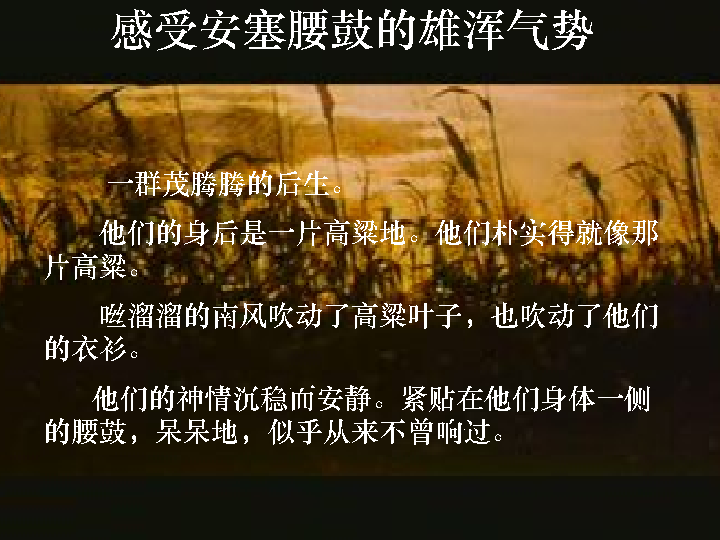 感受安塞腰鼓的雄浑气势
一群茂腾腾的后生。
他们的身后是一片高粱地。他们朴实得就像那
片高粱。
咝溜溜的南风吹动了高粱叶子，也吹动了他们
的衣衫。
他们的神情沉稳而安静。紧贴在他们身体一侧
的腰鼓，呆呆地，似乎从来不曾响过。